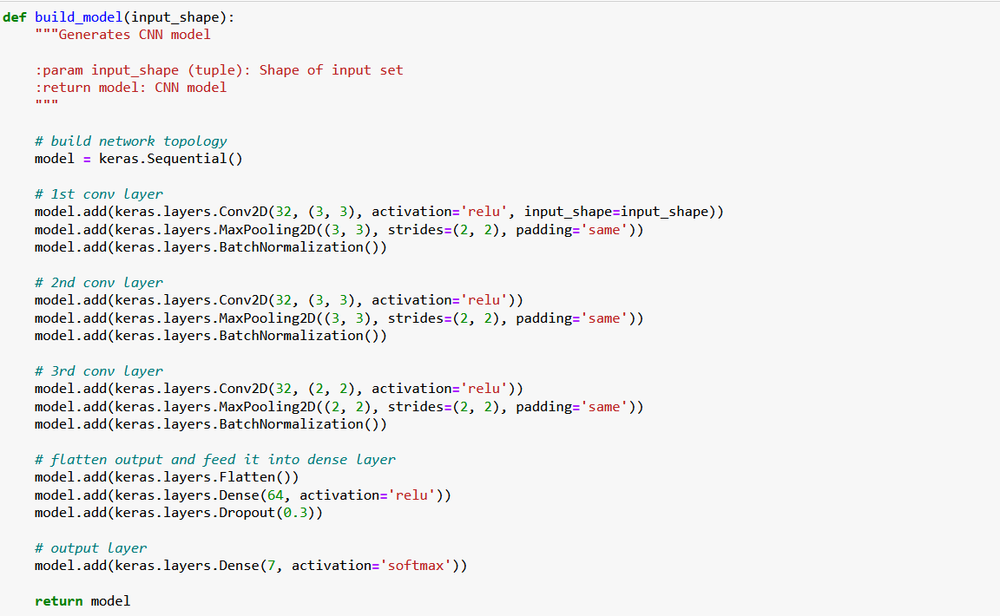 def build_model(input_shape):
    """Generates CNN model

    :param input_shape (tuple): Shape of input set
    :return model: CNN model
    """

    # build network topology
    model = keras.Sequential()

    # 1st conv layer
    model.add(keras.layers.Conv2D(32, (3, 3), activation='relu', input_shape=input_shape))
    model.add(keras.layers.MaxPooling2D((3, 3), strides=(2, 2), padding='same'))
    model.add(keras.layers.BatchNormalization())

    # 2nd conv layer
    model.add(keras.layers.Conv2D(32, (3, 3), activation='relu'))
    model.add(keras.layers.MaxPooling2D((3, 3), strides=(2, 2), padding='same'))
    model.add(keras.layers.BatchNormalization())

    # 3rd conv layer
    model.add(keras.layers.Conv2D(32, (2, 2), activation='relu'))
    model.add(keras.layers.MaxPooling2D((2, 2), strides=(2, 2), padding='same'))
    model.add(keras.layers.BatchNormalization())

    # flatten output and feed it into dense layer
    model.add(keras.layers.Flatten())
    model.add(keras.layers.Dense(64, activation='relu'))
    model.add(keras.layers.Dropout(0.3))

    # output layer
    model.add(keras.layers.Dense(7, activation='softmax'))

    return model